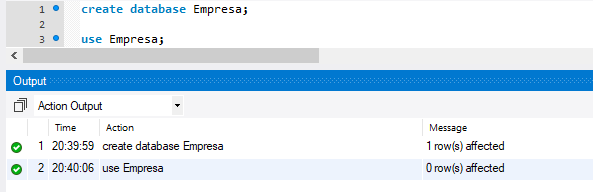 1 create database Empresa;
2
3 use Empresa;
Output
Action Output
Time Action Message
1 20:39:59 create database Empresa 1 row(s) affected
2 20:40:06 use Empresa 0 row(s) affected